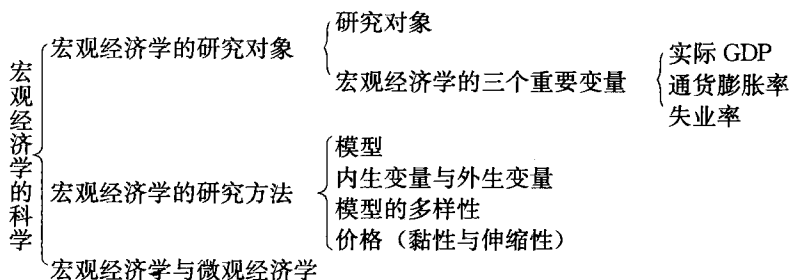 宏观经济学的科学
宏观经济学的研究对象
研究对象
宏观经济学的三个重要变量
实际 GDP
通货膨胀率
失业率
宏观经济学的研究方法
模型
内生变量与外生变量
模型的多样性
价格（黏性与伸缩性）
宏观经济学与微观经济学